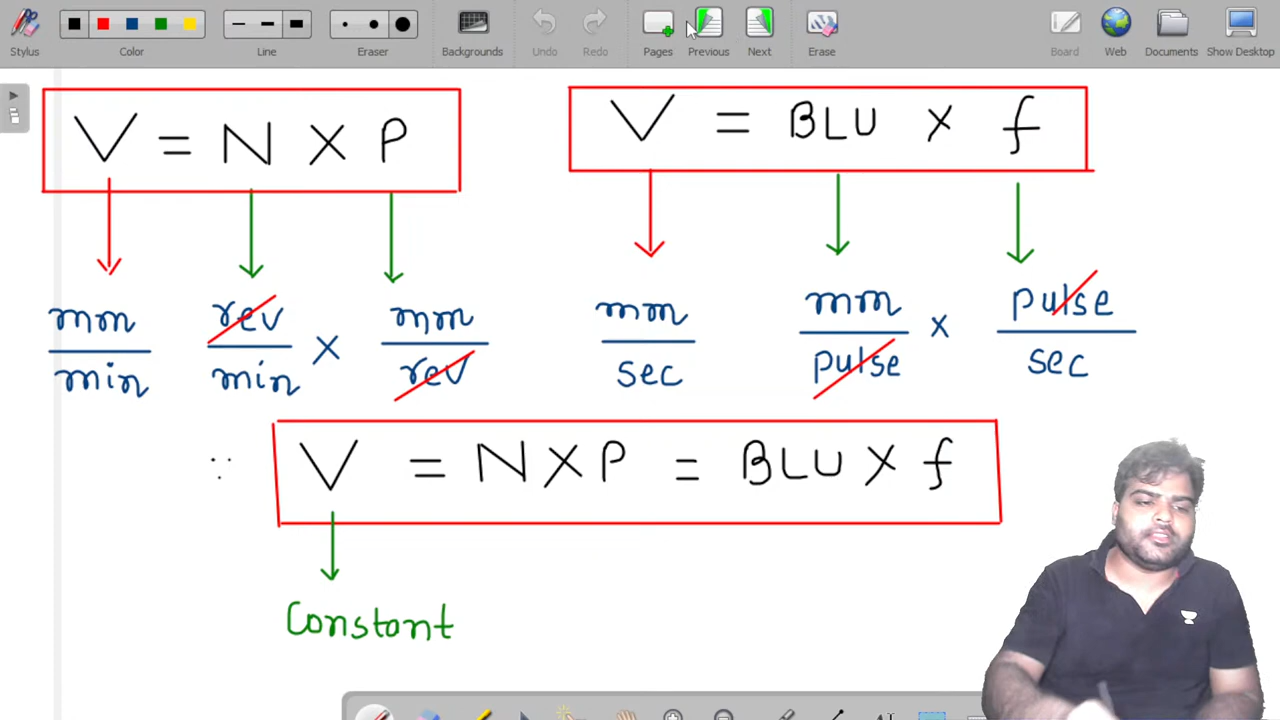 Stylus Color Line Eraser Backgrounds Undo Redo Pages Previous Next Erase Board Web Documents Show Desktop
V = N X P
V = BLU X f
mm/min rev/min X mm/rev
mm/sec mm/pulse x pulse/sec
∵ V = N X P = BLU X f
Constant